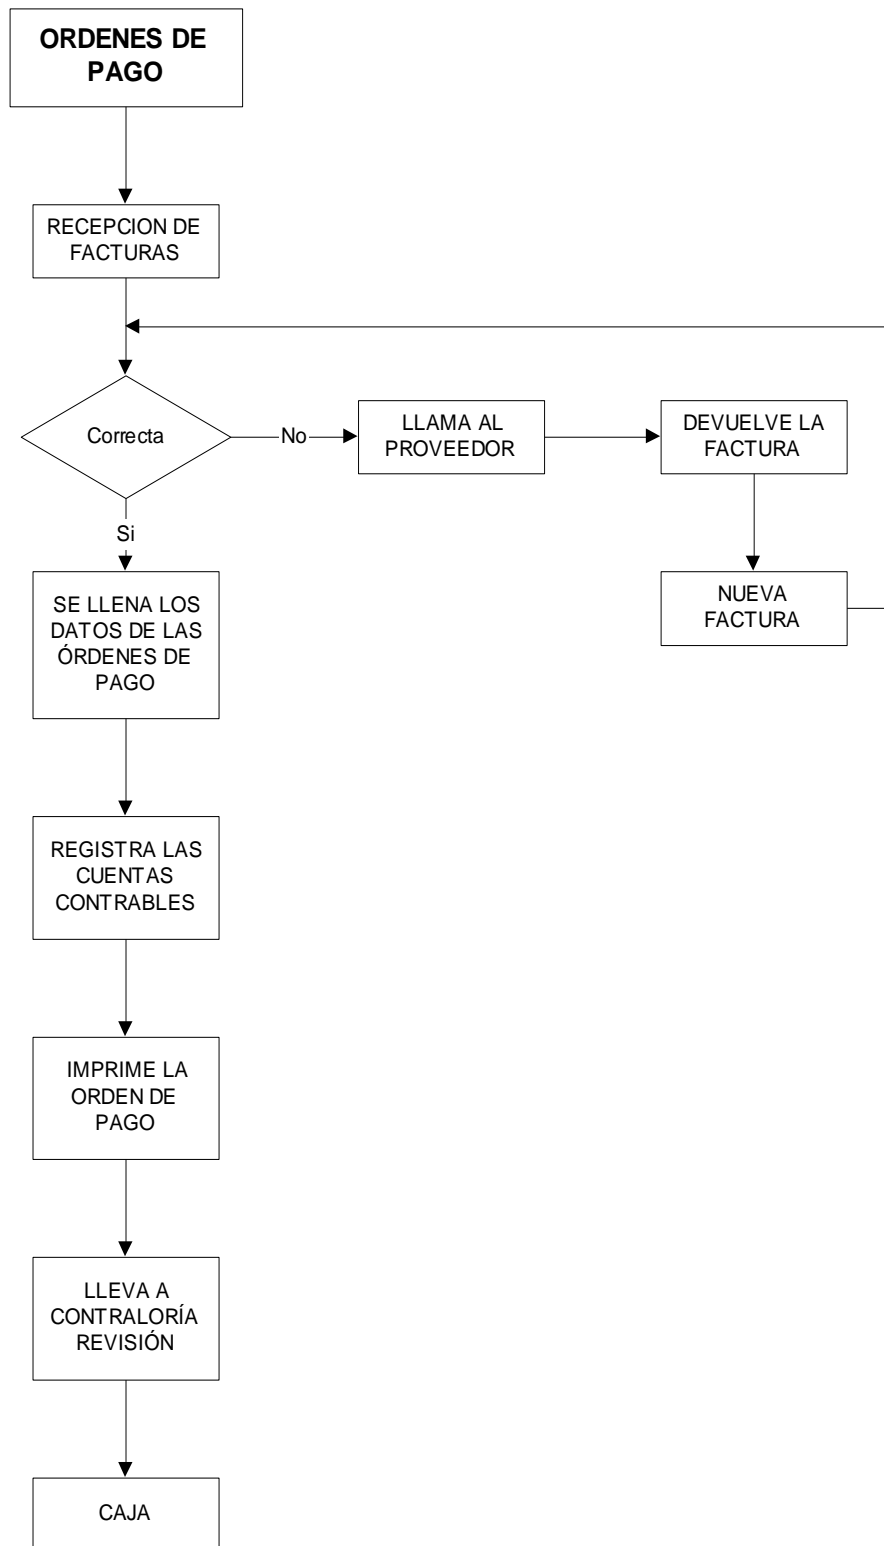 ORDENES DE
PAGO
RECEPCION DE
FACTURAS
Correcta
No
LLAMA AL
PROVEEDOR
DEVUELVE LA
FACTURA
Si
SE LLENA LOS
DATOS DE LAS
ÓRDENES DE
PAGO
NUEVA
FACTURA
REGISTRA LAS
CUENTAS
CONTRABLES
IMPRIME LA
ORDEN DE
PAGO
LLEVA A
CONTRALORÍA
REVISIÓN
CAJA